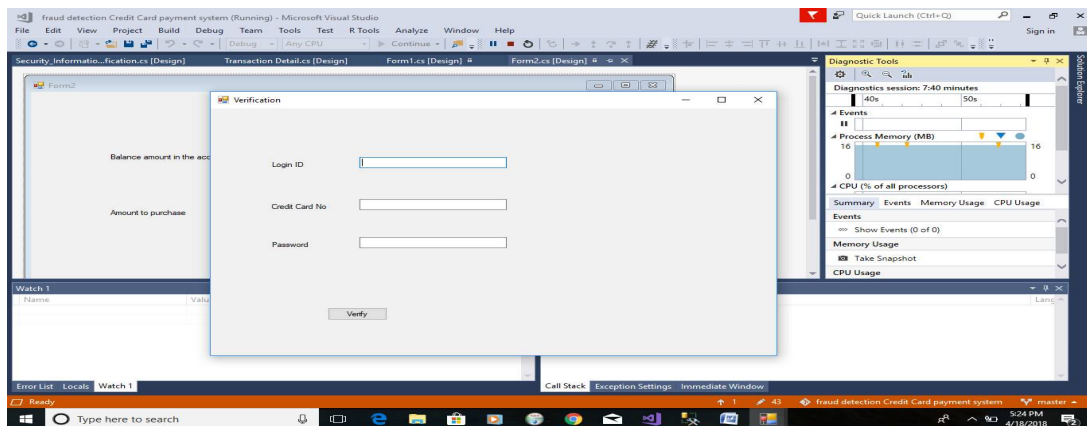 fraud detection Credit Card payment system (Running) - Microsoft Visual Studio
Quick Launch (Ctrl+Q)
File Edit View Project Build Debug Team Tools Test R Tools Analyze Window Help
Sign in
Debug Any CPU Continue
Security_Informatio...fication.cs [Design] Transaction Detail.cs [Design] Form1.cs [Design] Form2.cs [Design]
Diagnostic Tools
Solution Explorer
Form2
Diagnostics session: 7:40 minutes
Verification
40s 50s
Events
Process Memory (MB)
16 16
Balance amount in the acc
Login ID
0 0
CPU (% of all processors)
Credit Card No
Summary Events Memory Usage CPU Usage
Amount to purchase
Events
Show Events (0 of 0)
Password
Memory Usage
Take Snapshot
CPU Usage
Watch 1
Name Valu
Lang
Verify
Error List Locals Watch 1
Call Stack Exception Settings Immediate Window
Ready
1 43 fraud detection Credit Card payment system master
Type here to search
5:24 PM
4/18/2018